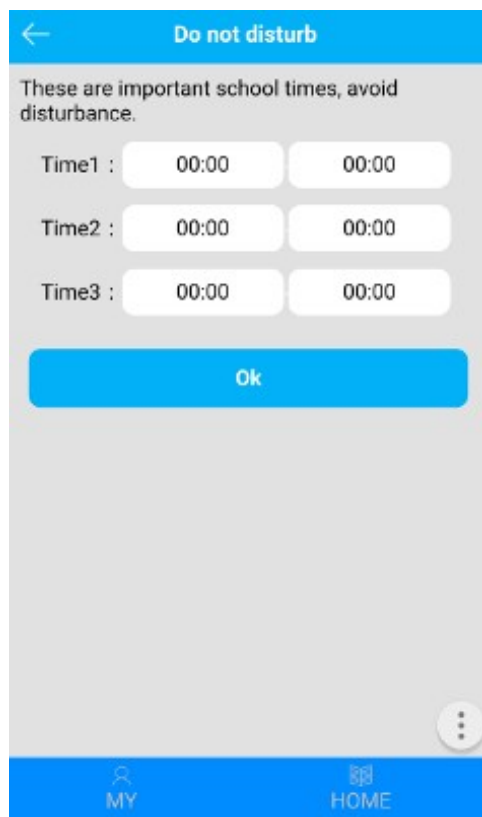 Do not disturb
These are important school times, avoid
disturbance.
Time1 : 00:00 00:00
Time2 : 00:00 00:00
Time3 : 00:00 00:00
Ok
MY HOME